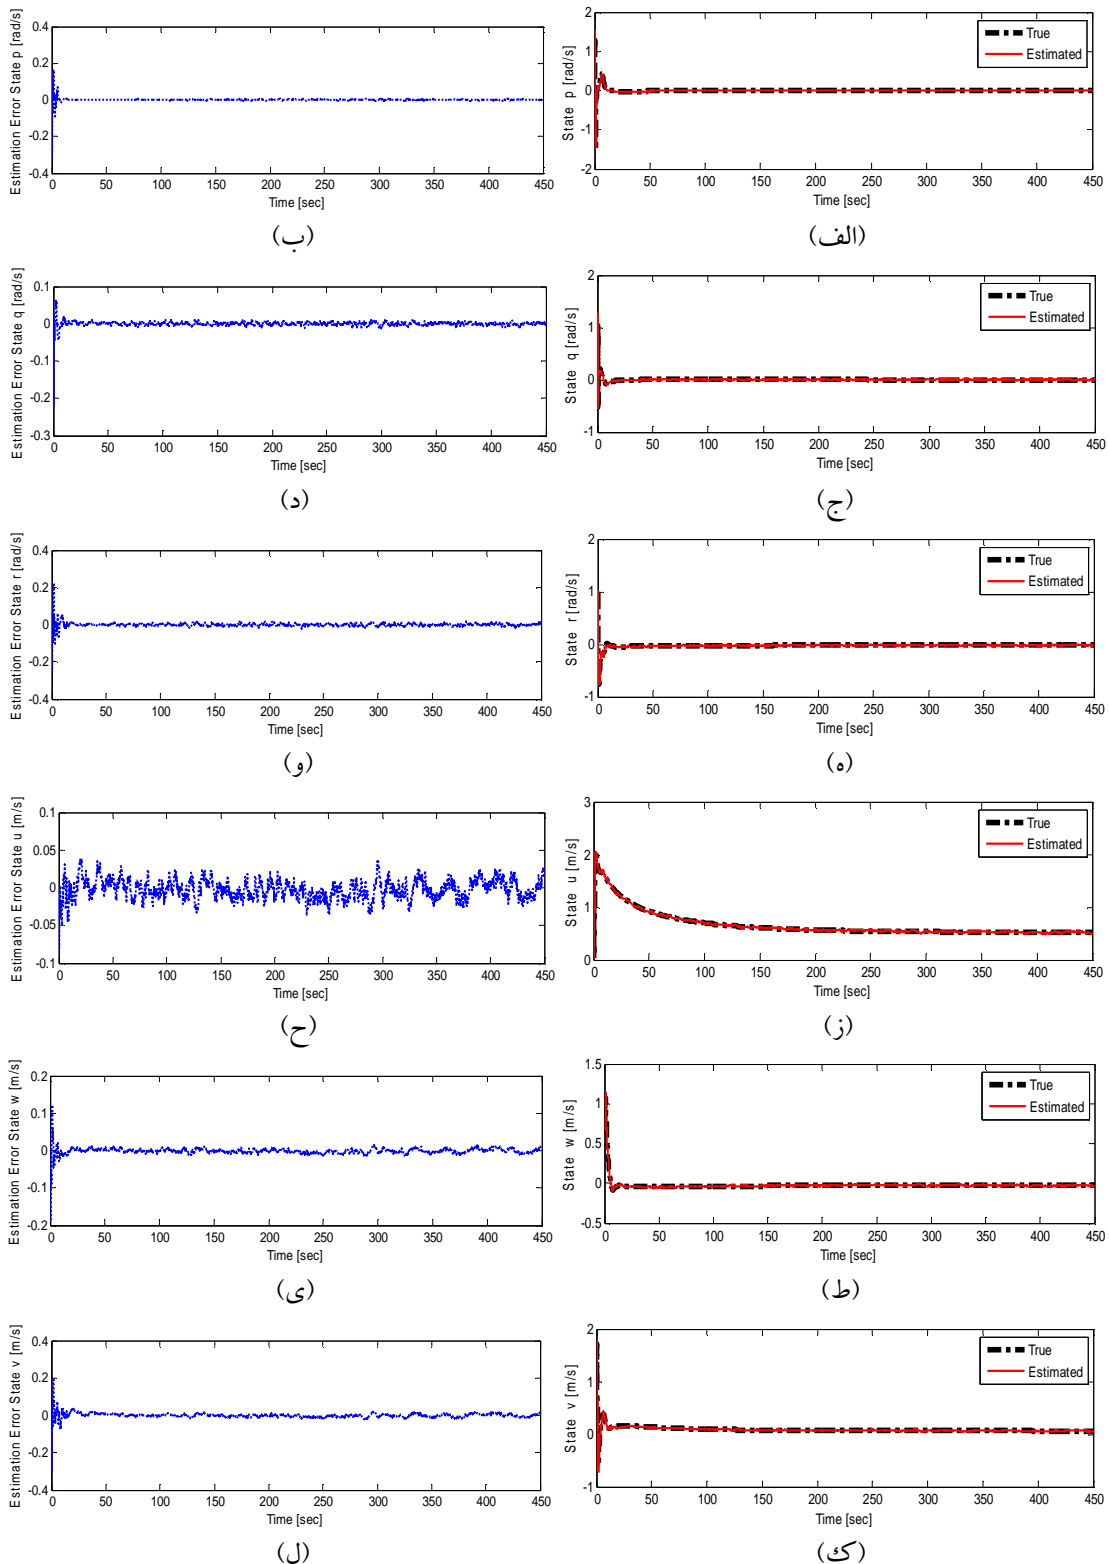 Estimation Error State p [rad/s]
0.4
0.2
0
-0.2
-0.4
0 50 100 150 200 250 300 350 400 450
Time [sec]
(ب)
State p [rad/s]
2
1
0
-1
-2
0 50 100 150 200 250 300 350 400 450
Time [sec]
True
Estimated
(الف)
Estimation Error State q [rad/s]
0.1
0
-0.1
-0.2
-0.3
0 50 100 150 200 250 300 350 400 450
Time [sec]
(د)
State q [rad/s]
2
1
0
-1
0 50 100 150 200 250 300 350 400 450
Time [sec]
True
Estimated
(ج)
Estimation Error State r [rad/s]
0.4
0.2
0
-0.2
-0.4
0 50 100 150 200 250 300 350 400 450
Time [sec]
(و)
State r [rad/s]
2
1
0
-1
0 50 100 150 200 250 300 350 400 450
Time [sec]
True
Estimated
(ه)
Estimation Error State u [m/s]
0.1
0.05
0
-0.05
-0.1
0 50 100 150 200 250 300 350 400 450
Time [sec]
(ح)
State u [m/s]
3
2
1
0
0 50 100 150 200 250 300 350 400 450
Time [sec]
True
Estimated
(ز)
Estimation Error State w [m/s]
0.2
0.1
0
-0.1
-0.2
0 50 100 150 200 250 300 350 400 450
Time [sec]
(ی)
State w [m/s]
1.5
1
0.5
0
-0.5
0 50 100 150 200 250 300 350 400 450
Time [sec]
True
Estimated
(ط)
Estimation Error State v [m/s]
0.4
0.2
0
-0.2
-0.4
0 50 100 150 200 250 300 350 400 450
Time [sec]
(ل)
State v [m/s]
2
1
0
-1
0 50 100 150 200 250 300 350 400 450
Time [sec]
True
Estimated
(ک)